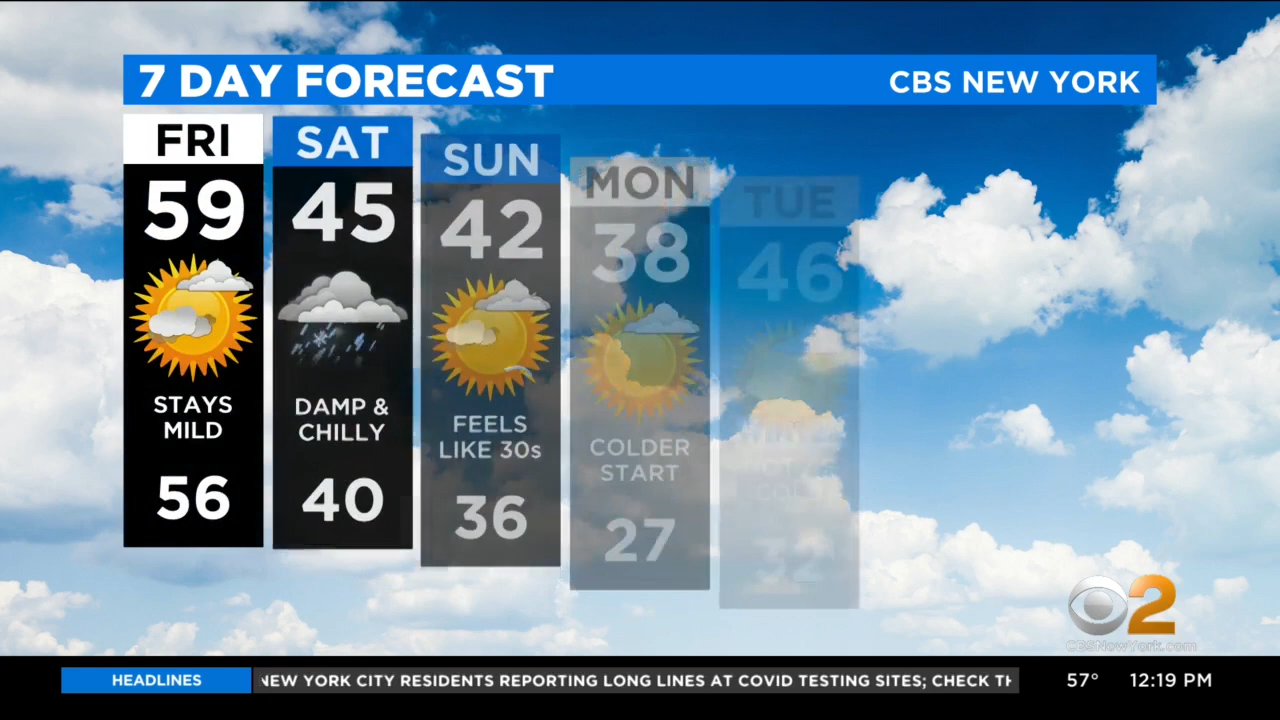 7 DAY FORECAST
CBS NEW YORK
FRI
59
STAYS
MILD
56
SAT
45
DAMP &
CHILLY
40
SUN
42
FEELS
LIKE 30s
36
MON
38
COLDER
START
27
TUE
46
32
2
CBSNewYork.com
HEADLINES
NEW YORK CITY RESIDENTS REPORTING LONG LINES AT COVID TESTING SITES; CHECK
57° 12:19 PM